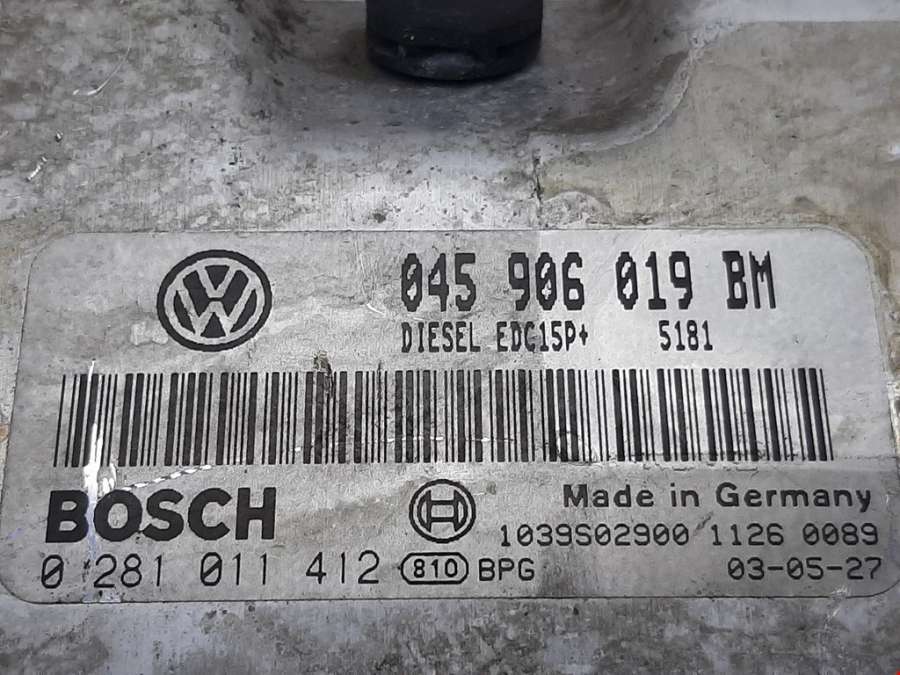 045 906 019 BM
DIESEL EDC15P+ 5181
BOSCH Made in Germany
1039S02900 1126 0089
0 281 011 412 810 BPG 03-05-27